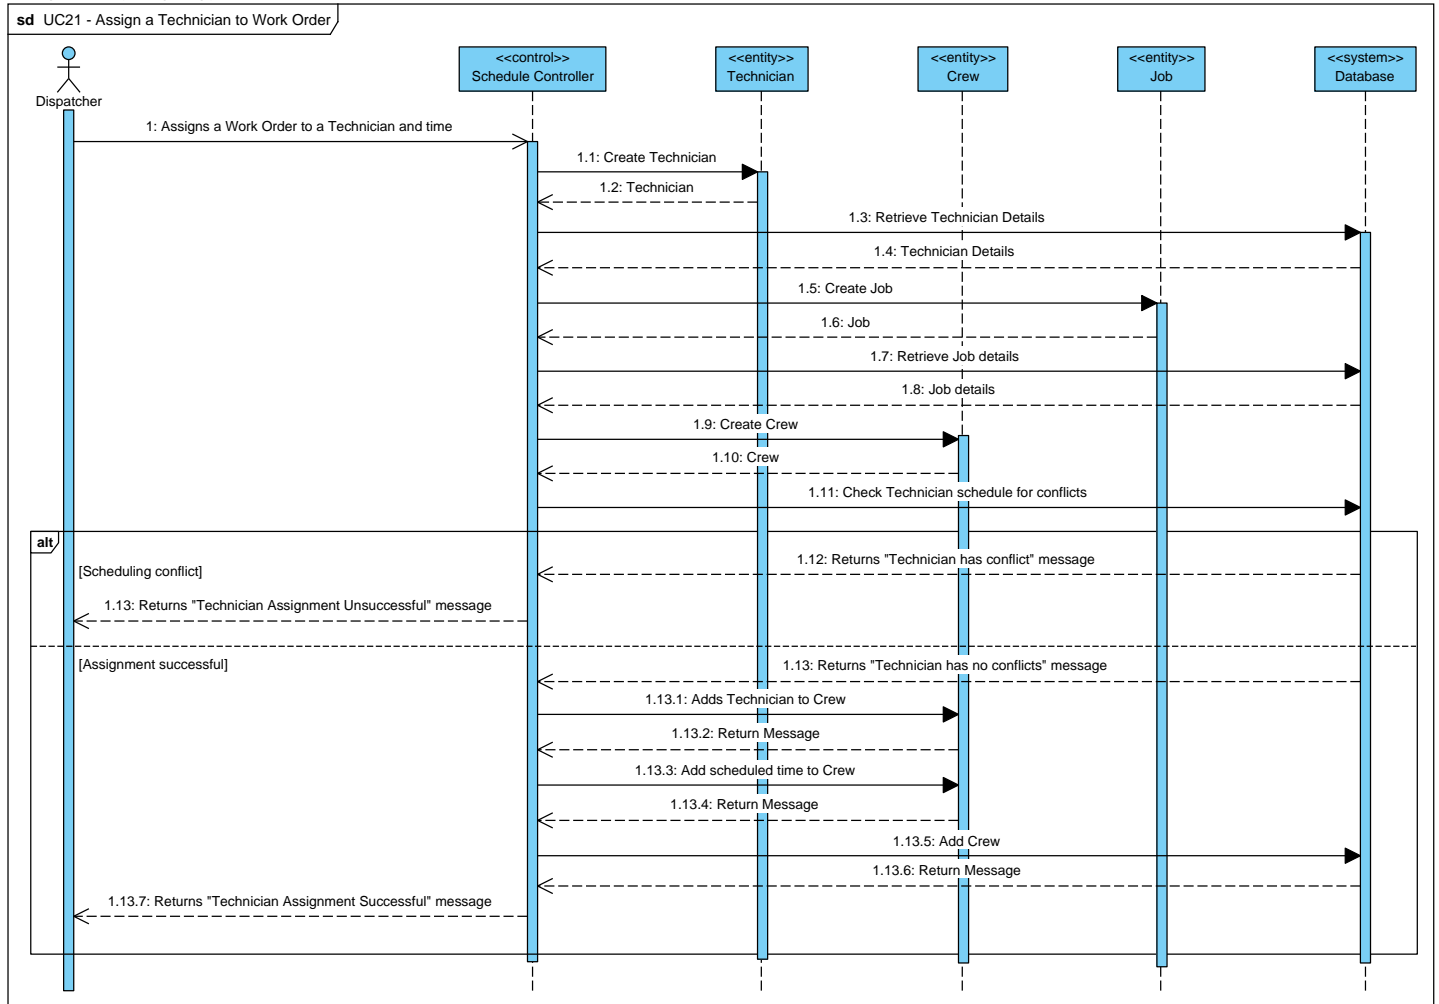 sd UC21 - Assign a Technician to Work Order
Dispatcher
<<control>>
Schedule Controller
<<entity>>
Technician
<<entity>>
Crew
<<entity>>
Job
<<system>>
Database
1: Assigns a Work Order to a Technician and time
1.1: Create Technician
1.2: Technician
1.3: Retrieve Technician Details
1.4: Technician Details
1.5: Create Job
1.6: Job
1.7: Retrieve Job details
1.8: Job details
1.9: Create Crew
1.10: Crew
1.11: Check Technician schedule for conflicts
alt
[Scheduling conflict]
1.12: Returns "Technician has conflict" message
1.13: Returns "Technician Assignment Unsuccessful" message
[Assignment successful]
1.13: Returns "Technician has no conflicts" message
1.13.1: Adds Technician to Crew
1.13.2: Return Message
1.13.3: Add scheduled time to Crew
1.13.4: Return Message
1.13.5: Add Crew
1.13.6: Return Message
1.13.7: Returns "Technician Assignment Successful" message